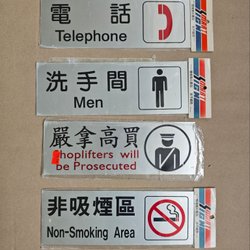 電話
Telephone
洗手間
Men
嚴拿高買
hoplifters will
be Prosecuted
非吸煙區
Non-Smoking Area